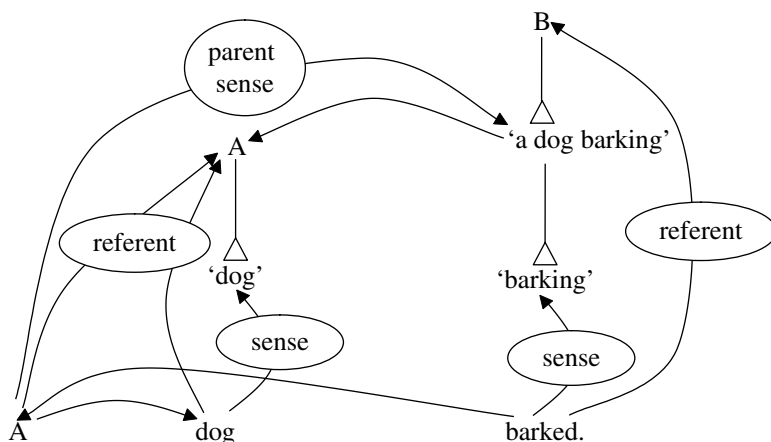 B
parent
sense
‘a dog barking’
A
referent
referent
‘dog’
‘barking’
sense
sense
A dog barked.